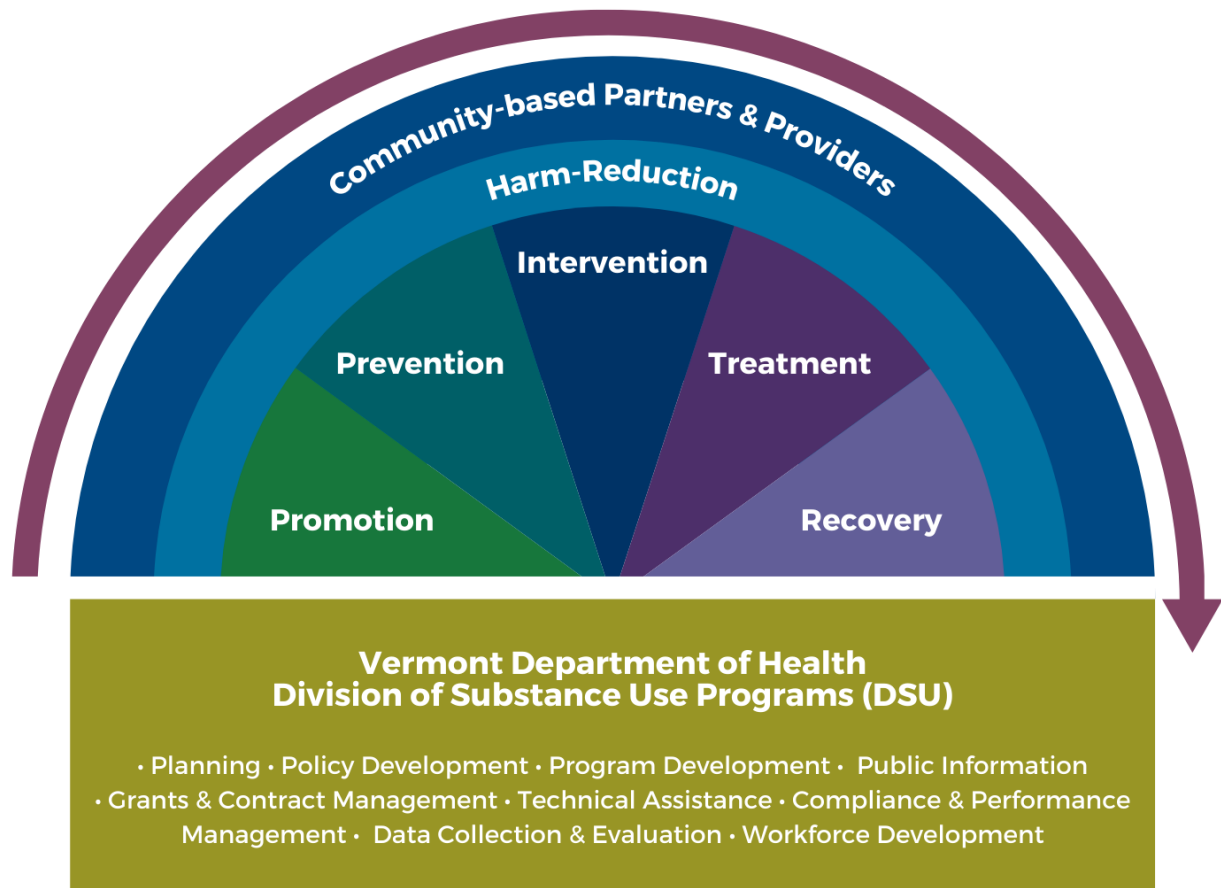 Community-based Partners & Providers
Harm-Reduction
Intervention
Prevention
Treatment
Promotion
Recovery
Vermont Department of Health
Division of Substance Use Programs (DSU)
• Planning • Policy Development • Program Development • Public Information
• Grants & Contract Management • Technical Assistance • Compliance & Performance
Management • Data Collection & Evaluation • Workforce Development